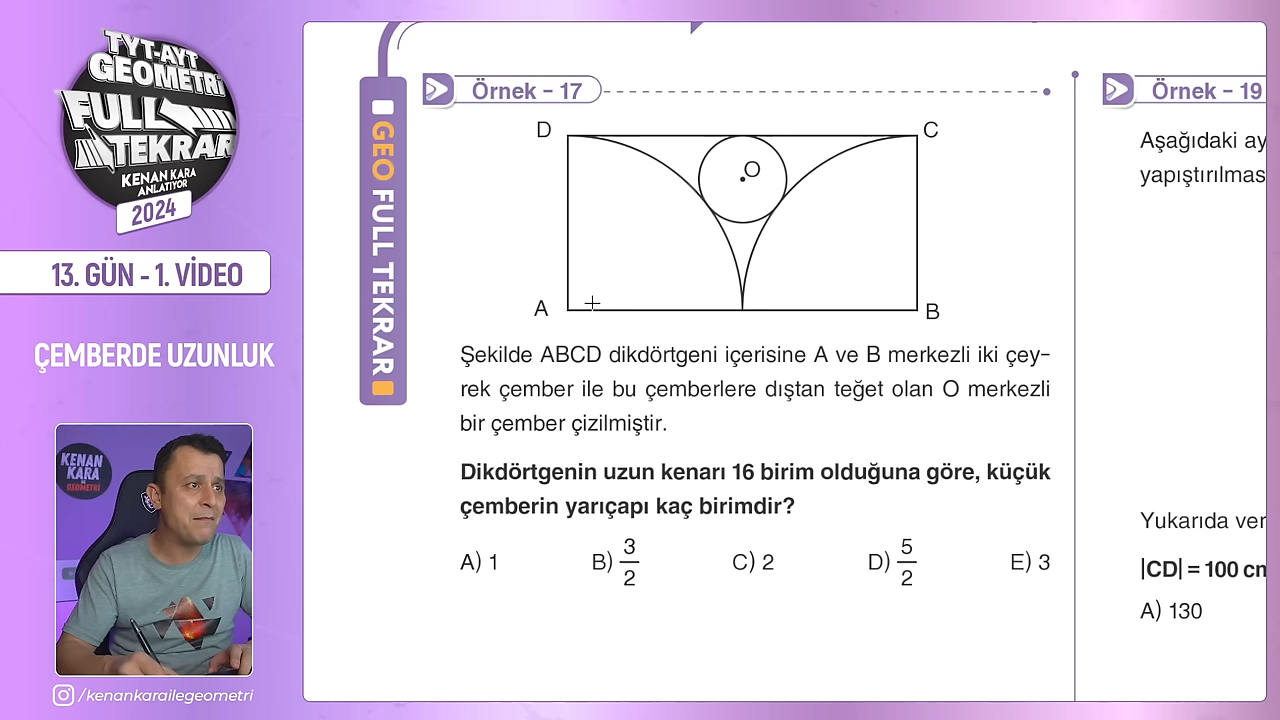 TYT-AYT
GEOMETRİ
FULL
TEKRAR
KENAN KARA
ANLATIYOR
2024
13. GÜN - 1. VİDEO
ÇEMBERDE UZUNLUK
KENAN
KARA
GEOMETRİ
/kenankarailegeometri
GEO FULL TEKRAR
Örnek – 17
D
C
O
A
B
Şekilde ABCD dikdörtgeni içerisine A ve B merkezli iki çey-
rek çember ile bu çemberlere dıştan teğet olan O merkezli
bir çember çizilmiştir.
Dikdörtgenin uzun kenarı 16 birim olduğuna göre, küçük
çemberin yarıçapı kaç birimdir?
A) 1 B) 3/2 C) 2 D) 5/2 E) 3
Örnek – 19
Aşağıdaki ay
yapıştırılmas
Yukarıda ver
|CD| = 100 cm
A) 130